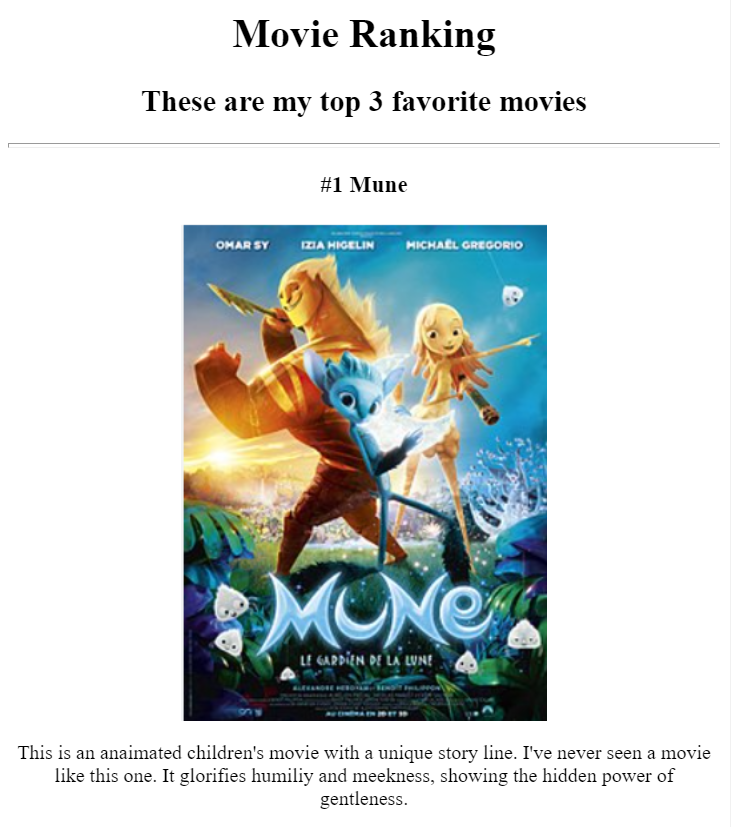 Movie Ranking
These are my top 3 favorite movies
#1 Mune
OMAR SY IZIA HIGELIN MICHAËL GREGORIO
MUNE
LE GARDIEN DE LA LUNE
ALEXANDRE HEBOYAN BENOIT PHILIPPON
AU CINÉMA EN 2D ET 3D
This is an anaimated children's movie with a unique story line. I've never seen a movie
like this one. It glorifies humiliy and meekness, showing the hidden power of
gentleness.